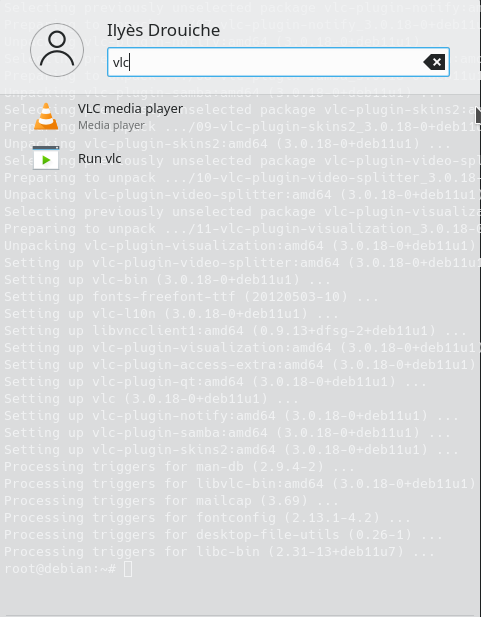 Ilyès Drouiche
vlc
VLC media player
Media player
Run vlc
Selecting previously unselected package vlc-plugin-skins2:a
Unpacking vlc-plugin-skins2:amd64 (3.0.18-0+deb11u1) ...
Preparing to unpack .../10-vlc-plugin-video-splitter_3.0.18-
Unpacking vlc-plugin-video-splitter:amd64 (3.0.18-0+deb11u1)
Selecting previously unselected package vlc-plugin-visualiz
Preparing to unpack .../11-vlc-plugin-visualization_3.0.18-
Unpacking vlc-plugin-visualization:amd64 (3.0.18-0+deb11u1)
Setting up vlc-plugin-video-splitter:amd64 (3.0.18-0+deb11u1
Setting up vlc-bin (3.0.18-0+deb11u1) ...
Setting up fonts-freefont-ttf (20120503-10) ...
Setting up vlc-l10n (3.0.18-0+deb11u1) ...
Setting up libvncclient1:amd64 (0.9.13+dfsg-2+deb11u1) ...
Setting up vlc-plugin-visualization:amd64 (3.0.18-0+deb11u1)
Setting up vlc-plugin-access-extra:amd64 (3.0.18-0+deb11u1)
Setting up vlc-plugin-qt:amd64 (3.0.18-0+deb11u1) ...
Setting up vlc (3.0.18-0+deb11u1) ...
Setting up vlc-plugin-notify:amd64 (3.0.18-0+deb11u1) ...
Setting up vlc-plugin-samba:amd64 (3.0.18-0+deb11u1) ...
Setting up vlc-plugin-skins2:amd64 (3.0.18-0+deb11u1) ...
Processing triggers for man-db (2.9.4-2) ...
Processing triggers for libvlc-bin:amd64 (3.0.18-0+deb11u1)
Processing triggers for mailcap (3.69) ...
Processing triggers for fontconfig (2.13.1-4.2) ...
Processing triggers for desktop-file-utils (0.26-1) ...
Processing triggers for libc-bin (2.31-13+deb11u7) ...
root@debian:~#